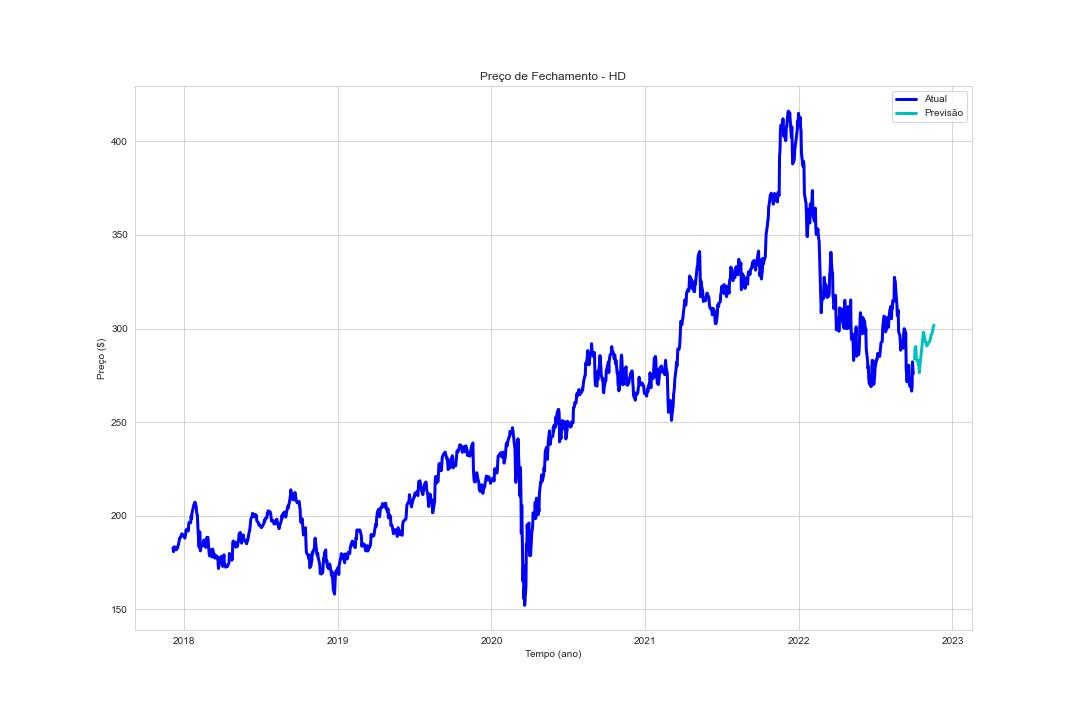 Preço de Fechamento - HD
Atual
Previsão
400
350
300
250
200
150
Preço ($)
2018 2019 2020 2021 2022 2023
Tempo (ano)